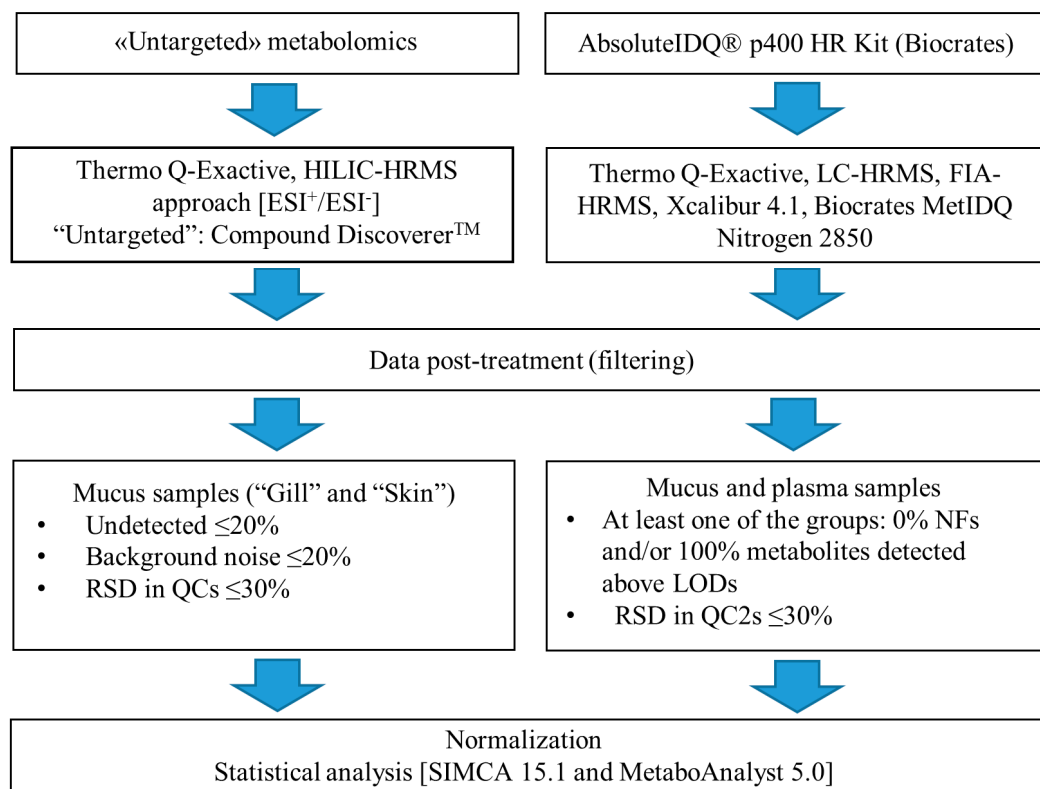 «Untargeted» metabolomics
AbsoluteIDQ® p400 HR Kit (Biocrates)
Thermo Q-Exactive, HILIC-HRMS
approach [ESI⁺/ESI⁻]
“Untargeted”: Compound Discoverer™
Thermo Q-Exactive, LC-HRMS, FIA-
HRMS, Xcalibur 4.1, Biocrates MetIDQ
Nitrogen 2850
Data post-treatment (filtering)
Mucus samples (“Gill” and “Skin”)
• Undetected ≤20%
• Background noise ≤20%
• RSD in QCs ≤30%
Mucus and plasma samples
• At least one of the groups: 0% NFs
and/or 100% metabolites detected
above LODs
• RSD in QC2s ≤30%
Normalization
Statistical analysis [SIMCA 15.1 and MetaboAnalyst 5.0]